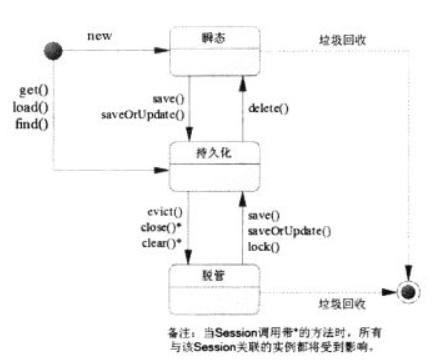 new
瞬态
垃圾回收
get()
load()
find()
save()
saveOrUpdate()
delete()
持久化
evict()
close()*
clear()*
save()
saveOrUpdate()
lock()
脱管
垃圾回收
备注：当Session调用带*的方法时，所有
与该Session关联的实例都将受到影响。